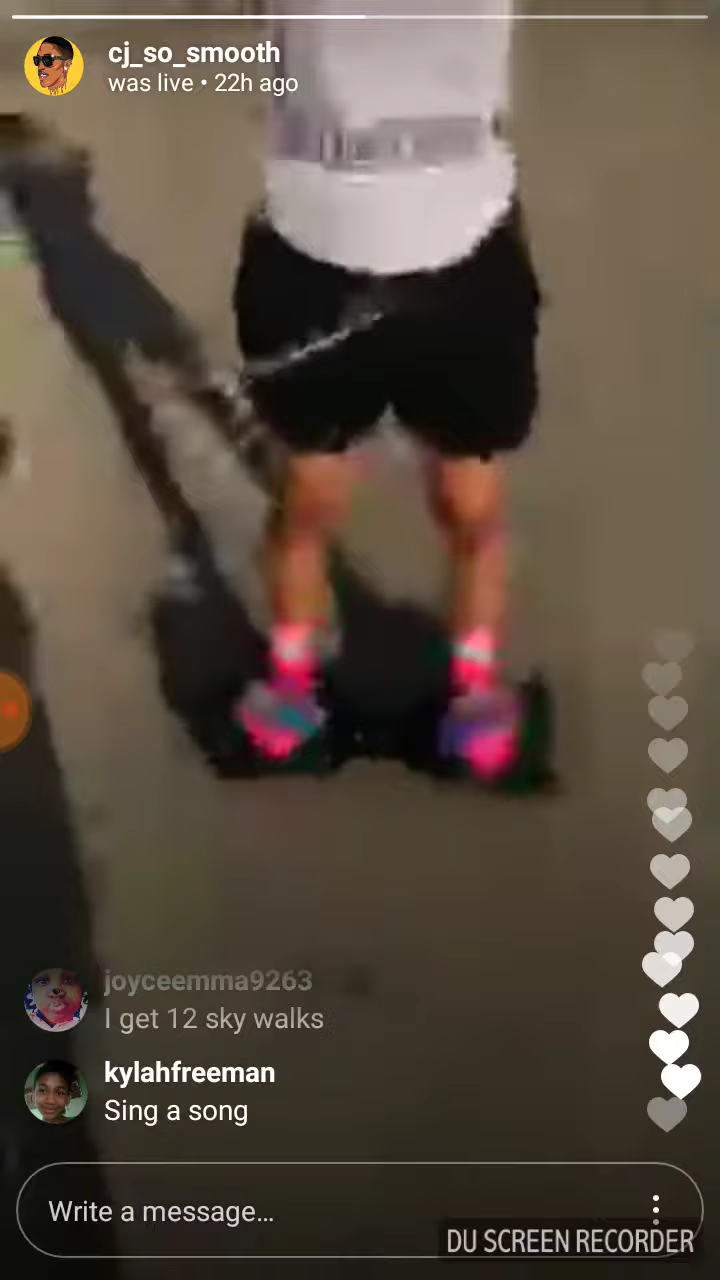 cj_so_smooth
was live • 22h ago
joyceemma9263
I get 12 sky walks
kylahfreeman
Sing a song
Write a message...
DU SCREEN RECORDER